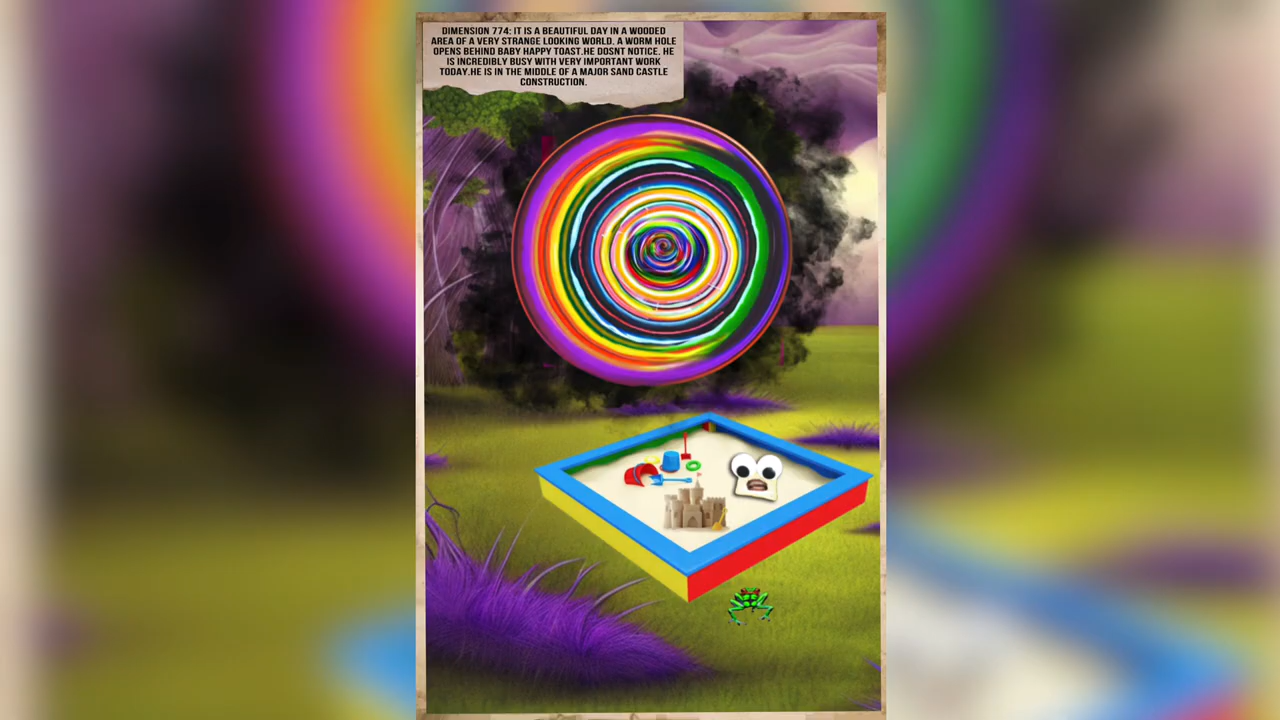 DIMENSION 774: IT IS A BEAUTIFUL DAY IN A WOODED
AREA OF A VERY STRANGE LOOKING WORLD. A WORM HOLE
OPENS BEHIND BABY HAPPY TOAST.HE DOSNT NOTICE. HE
IS INCREDIBLY BUSY WITH VERY IMPORTANT WORK
TODAY.HE IS IN THE MIDDLE OF A MAJOR SAND CASTLE
CONSTRUCTION.